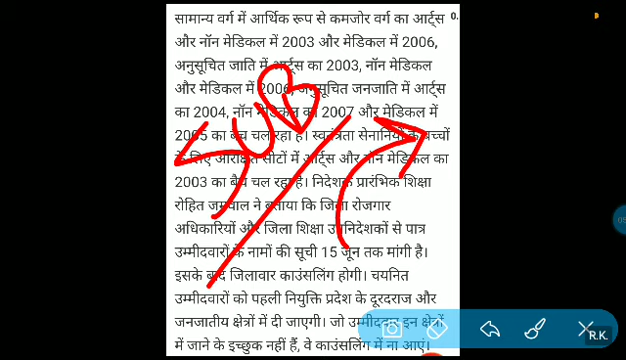 सामान्य वर्ग में आर्थिक रूप से कमजोर वर्ग का आर्ट्स
और नॉन मेडिकल में 2003 और मेडिकल में 2006,
अनुसूचित जाति में आर्ट्स का 2003, नॉन मेडिकल
और मेडिकल में 2006, अनुसूचित जनजाति में आर्ट्स
का 2004, नॉन मेडिकल का 2007 और मेडिकल में
2005 का बैच चल रहा है। स्वतंत्रता सेनानियों के बच्चों
के लिए आरक्षित सीटों में आर्ट्स और नॉन मेडिकल का
2003 का बैच चल रहा है। निदेशक प्रारंभिक शिक्षा
रोहित जमवाल ने बताया कि जिला रोजगार
अधिकारियों और जिला शिक्षा उपनिदेशकों से पात्र
उम्मीदवारों के नामों की सूची 15 जून तक मांगी है।
इसके बाद जिलावार काउंसलिंग होगी। चयनित
उम्मीदवारों को पहली नियुक्ति प्रदेश के दूरदराज और
जनजातीय क्षेत्रों में दी जाएगी। जो उम्मीदवार इन क्षेत्रों
में जाने के इच्छुक नहीं हैं, वे काउंसलिंग में ना आएं।
R.K.